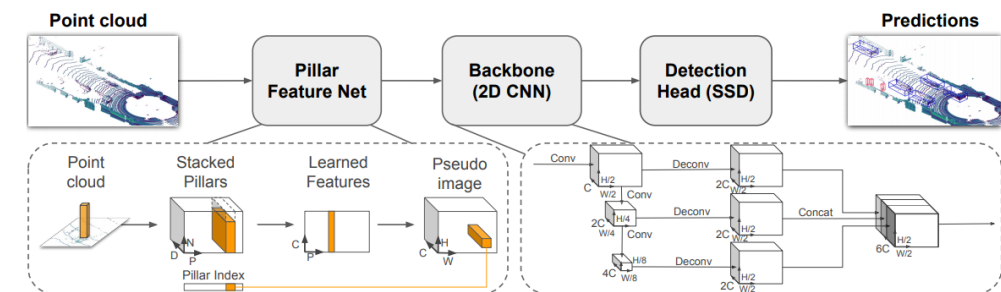 Point cloud
Predictions
Pillar
Feature Net
Backbone
(2D CNN)
Detection
Head (SSD)
Point
cloud
Stacked
Pillars
Learned
Features
Pseudo
image
N
D
P
C
P
H
C
W
Pillar Index
Conv
C
H/2
W/2
Deconv
2C
H/2
W/2
Conv
2C
H/4
W/4
Deconv
2C
H/2
W/2
Concat
6C
H/2
W/2
Conv
4C
H/8
W/8
Deconv
2C
H/2
W/2